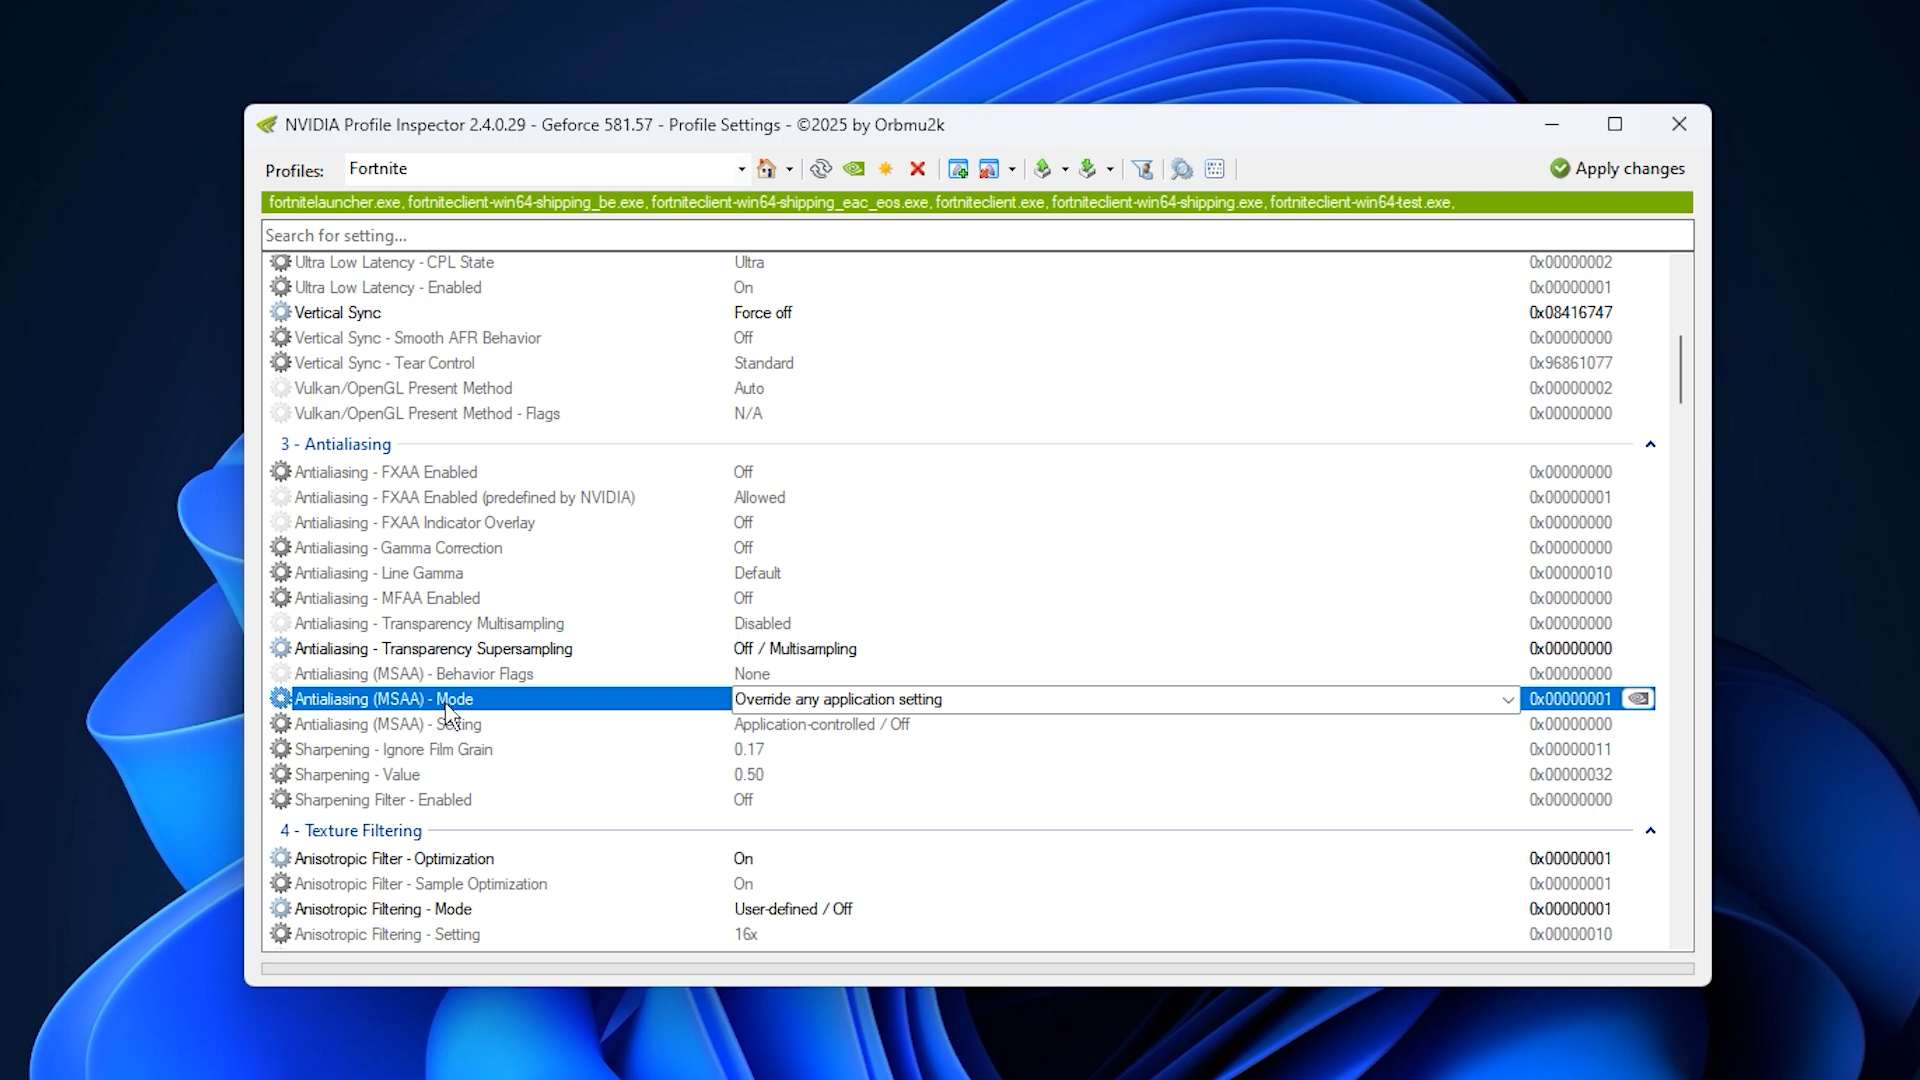 NVIDIA Profile Inspector 2.4.0.29 - Geforce 581.57 - Profile Settings - ©2025 by Orbmu2k
Profiles: Fortnite Apply changes
fortnitelauncher.exe, fortniteclient-win64-shipping_be.exe, fortniteclient-win64-shipping_eac_eos.exe, fortniteclient.exe, fortniteclient-win64-shipping.exe, fortniteclient-win64-test.exe,
Search for setting...
Ultra Low Latency - CPL State Ultra 0x00000002
Ultra Low Latency - Enabled On 0x00000001
Vertical Sync Force off 0x08416747
Vertical Sync - Smooth AFR Behavior Off 0x00000000
Vertical Sync - Tear Control Standard 0x96861077
Vulkan/OpenGL Present Method Auto 0x00000002
Vulkan/OpenGL Present Method - Flags N/A 0x00000000
3 - Antialiasing
Antialiasing - FXAA Enabled Off 0x00000000
Antialiasing - FXAA Enabled (predefined by NVIDIA) Allowed 0x00000001
Antialiasing - FXAA Indicator Overlay Off 0x00000000
Antialiasing - Gamma Correction Off 0x00000000
Antialiasing - Line Gamma Default 0x00000010
Antialiasing - MFAA Enabled Off 0x00000000
Antialiasing - Transparency Multisampling Disabled 0x00000000
Antialiasing - Transparency Supersampling Off / Multisampling 0x00000000
Antialiasing (MSAA) - Behavior Flags None 0x00000000
Antialiasing (MSAA) - Mode Override any application setting 0x00000001
Antialiasing (MSAA) - Setting Application-controlled / Off 0x00000000
Sharpening - Ignore Film Grain 0.17 0x00000011
Sharpening - Value 0.50 0x00000032
Sharpening Filter - Enabled Off 0x00000000
4 - Texture Filtering
Anisotropic Filter - Optimization On 0x00000001
Anisotropic Filter - Sample Optimization On 0x00000001
Anisotropic Filtering - Mode User-defined / Off 0x00000001
Anisotropic Filtering - Setting 16x 0x00000010